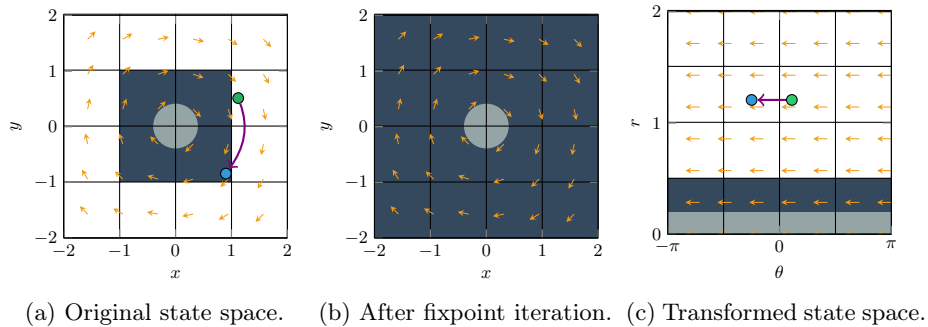 2
1
0
−1
−2
y
−2
−1
0
1
2
x
2
1
0
−1
−2
y
−2
−1
0
1
2
x
2
1
0
r
−π
0
π
θ
(a) Original state space.
(b) After fixpoint iteration.
(c) Transformed state space.